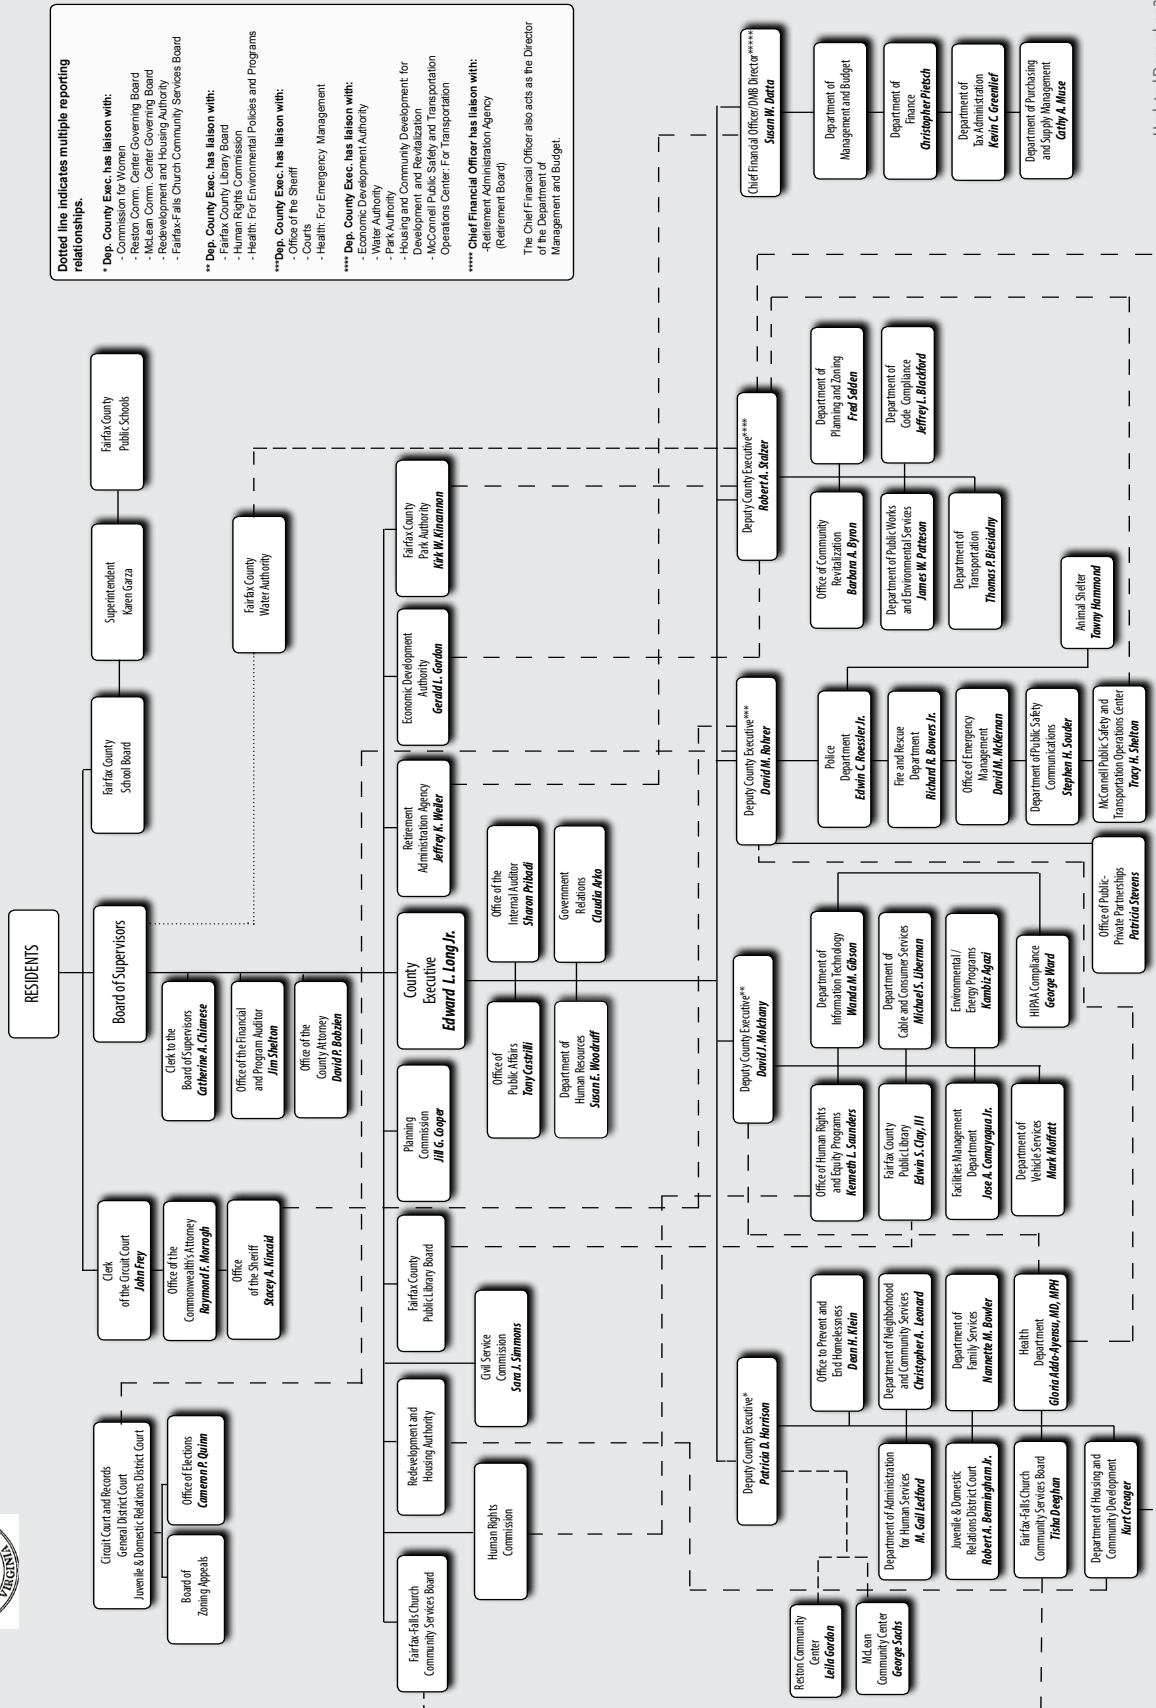 RESIDENTS
Board of Supervisors
Fairfax County
School Board
Superintendent
Karen Garza
Fairfax County
Public Schools
Fairfax County
Water Authority
Clerk
of the Circuit Court
John Frey
Office of the
Commonwealth's Attorney
Raymond F. Morrogh
Office
of the Sheriff
Stacey A. Kincaid
Clerk to the
Board of Supervisors
Catherine A. Chianese
Office of the Financial
and Program Auditor
Jim Shelton
Office of the
County Attorney
David P. Bobzien
VIRGINIA
Circuit Court and Records
General District Court
Juvenile & Domestic Relations District Court
Board of
Zoning Appeals
Office of Elections
Cameron P. Quinn
Dotted line indicates multiple reporting
relationships.
* Dep. County Exec. has liaison with:
- Commission for Women
- Reston Comm. Center Governing Board
- McLean Comm. Center Governing Board
- Redevelopment and Housing Authority
- Fairfax-Falls Church Community Services Board
** Dep. County Exec. has liaison with:
- Fairfax County Library Board
- Human Rights Commission
- Health: For Environmental Policies and Programs
***Dep. County Exec. has liaison with:
- Office of the Sheriff
- Courts
- Health: For Emergency Management
**** Dep. County Exec. has liaison with:
- Economic Development Authority
- Water Authority
- Park Authority
- Housing and Community Development: for
Development and Revitalization
- McConnell Public Safety and Transportation
Operations Center: For Transportation
***** Chief Financial Officer has liaison with:
-Retirement Administration Agency
(Retirement Board)
The Chief Financial Officer also acts as the Director
of the Department of
Management and Budget.
Fairfax-Falls Church
Community Services Board
Redevelopment and
Housing Authority
Fairfax County
Public Library Board
Planning
Commission
Jill G. Cooper
County
Executive
Edward L. Long Jr.
Retirement
Administration Agency
Jeffrey K. Weiler
Economic Development
Authority
Gerald L. Gordon
Fairfax County
Park Authority
Kirk W. Kincannon
Human Rights
Commission
Civil Service
Commission
Sara J. Simmons
Office of
Public Affairs
Tony Castrilli
Office of the
Internal Auditor
Sharon Pribadi
Department of
Human Resources
Susan E. Woodruff
Government
Relations
Claudia Arko
Deputy County Executive*
Patricia D. Harrison
Deputy County Executive**
David J. Molchany
Deputy County Executive***
David M. Rohrer
Deputy County Executive****
Robert A. Stalzer
Chief Financial Officer/DMB Director*****
Susan W. Datta
Reston Community
Center
Leila Gordon
McLean
Community Center
George Sachs
Department of Administration
for Human Services
M. Gail Ledford
Juvenile & Domestic
Relations District Court
Robert A. Bermingham Jr.
Fairfax-Falls Church
Community Services Board
Tisha Deeghan
Department of Housing and
Community Development
Kurt Creager
Office to Prevent and
End Homelessness
Dean H. Klein
Department of Neighborhood
and Community Services
Christopher A. Leonard
Department of
Family Services
Nannette M. Bowler
Health
Department
Gloria Addo-Ayensu, MD, MPH
Office of Human Rights
and Equity Programs
Kenneth L. Saunders
Fairfax County
Public Library
Edwin S. Clay, III
Facilities Management
Department
Jose A. Comayagua Jr.
Department of
Vehicle Services
Mark Moffatt
Department of
Information Technology
Wanda M. Gibson
Department of
Cable and Consumer Services
Michael S. Liberman
Environmental /
Energy Programs
Kambiz Agazi
HIPAA Compliance
George Ward
Office of Public-
Private Partnerships
Patricia Stevens
Police
Department
Edwin C. Roessler Jr.
Fire and Rescue
Department
Richard R. Bowers Jr.
Office of Emergency
Management
David M. McKernan
Department of Public Safety
Communications
Stephen H. Souder
McConnell Public Safety and
Transportation Operations Center
Tracy H. Shelton
Animal Shelter
Tawny Hammond
Office of Community
Revitalization
Barbara A. Byron
Department of Public Works
and Environmental Services
James W. Patteson
Department of
Transportation
Thomas P. Biesiadny
Department of
Planning and Zoning
Fred Selden
Department of
Code Compliance
Jeffrey L. Blackford
Department of
Management and Budget
Department of
Finance
Christopher Pietsch
Department of
Tax Administration
Kevin C. Greenlief
Department of Purchasing
and Supply Management
Cathy A. Muse